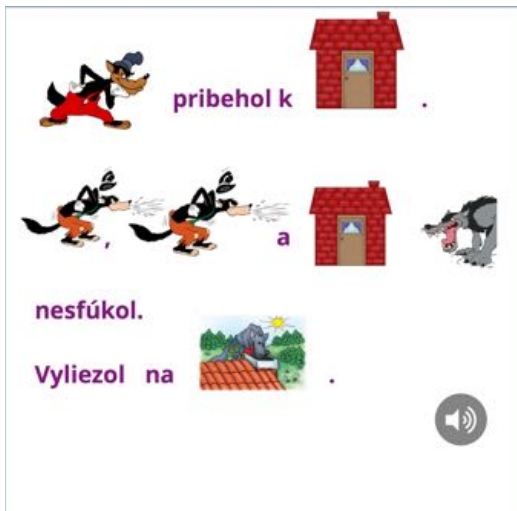 pribehol k .
, a
nesfúkol.
Vyliezol na .